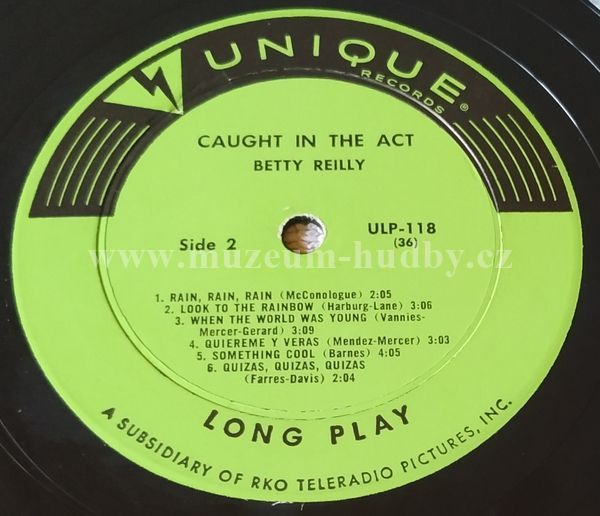 UNIQUE
RECORDS®
CAUGHT IN THE ACT
BETTY REILLY
Side 2
ULP-118
(36)
www.muzeum-hudby.cz
1. RAIN, RAIN, RAIN (McConologue) 2:05
2. LOOK TO THE RAINBOW (Harburg-Lane) 3:06
3. WHEN THE WORLD WAS YOUNG (Vannies-
Mercer-Gerard) 3:09
4. QUIEREME Y VERAS (Mendez-Mercer) 3:03
5. SOMETHING COOL (Barnes) 4:05
6. QUIZAS, QUIZAS, QUIZAS
(Farres-Davis) 2:04
LONG PLAY
A SUBSIDIARY OF RKO TELERADIO PICTURES, INC.